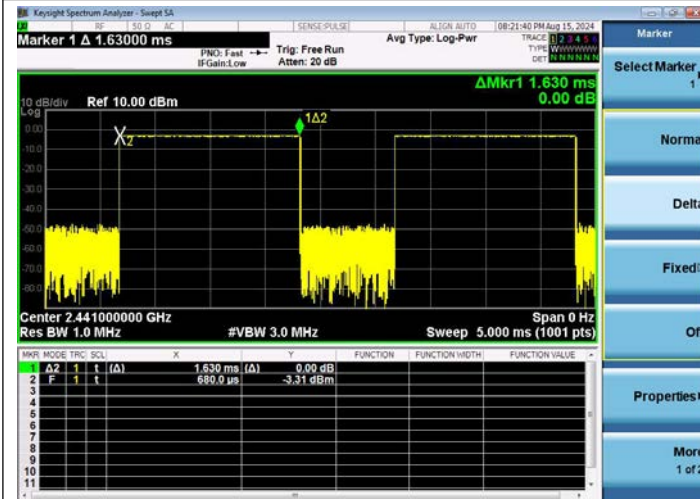 Keysight Spectrum Analyzer - Swept SA
RF 50 Ω AC SENSE:PULSE ALIGN AUTO 08:21:40 PM Aug 15, 2024
Marker 1 Δ 1.63000 ms
PNO: Fast
IFGain:Low
Trig: Free Run
Atten: 20 dB
Avg Type: Log-Pwr
TRACE 1 2 3 4 5 6
TYPE WWWWWW
DET N N N N N N
ΔMkr1 1.630 ms
0.00 dB
10 dB/div Ref 10.00 dBm
Log
1Δ2
0.00
X2
-10.0
-20.0
-30.0
-40.0
-50.0
-60.0
-70.0
-80.0
Center 2.441000000 GHz Span 0 Hz
Res BW 1.0 MHz #VBW 3.0 MHz Sweep 5.000 ms (1001 pts)
MKR MODE TRC SCL X Y FUNCTION FUNCTION WIDTH FUNCTION VALUE
1 Δ2 1 t (Δ) 1.630 ms (Δ) 0.00 dB
2 F 1 t 680.0 µs -3.31 dBm
3
4
5
6
7
8
9
10
11
Marker
Select Marker
1
Norma
Delta
Fixed
Of
Properties
More
1 of 2